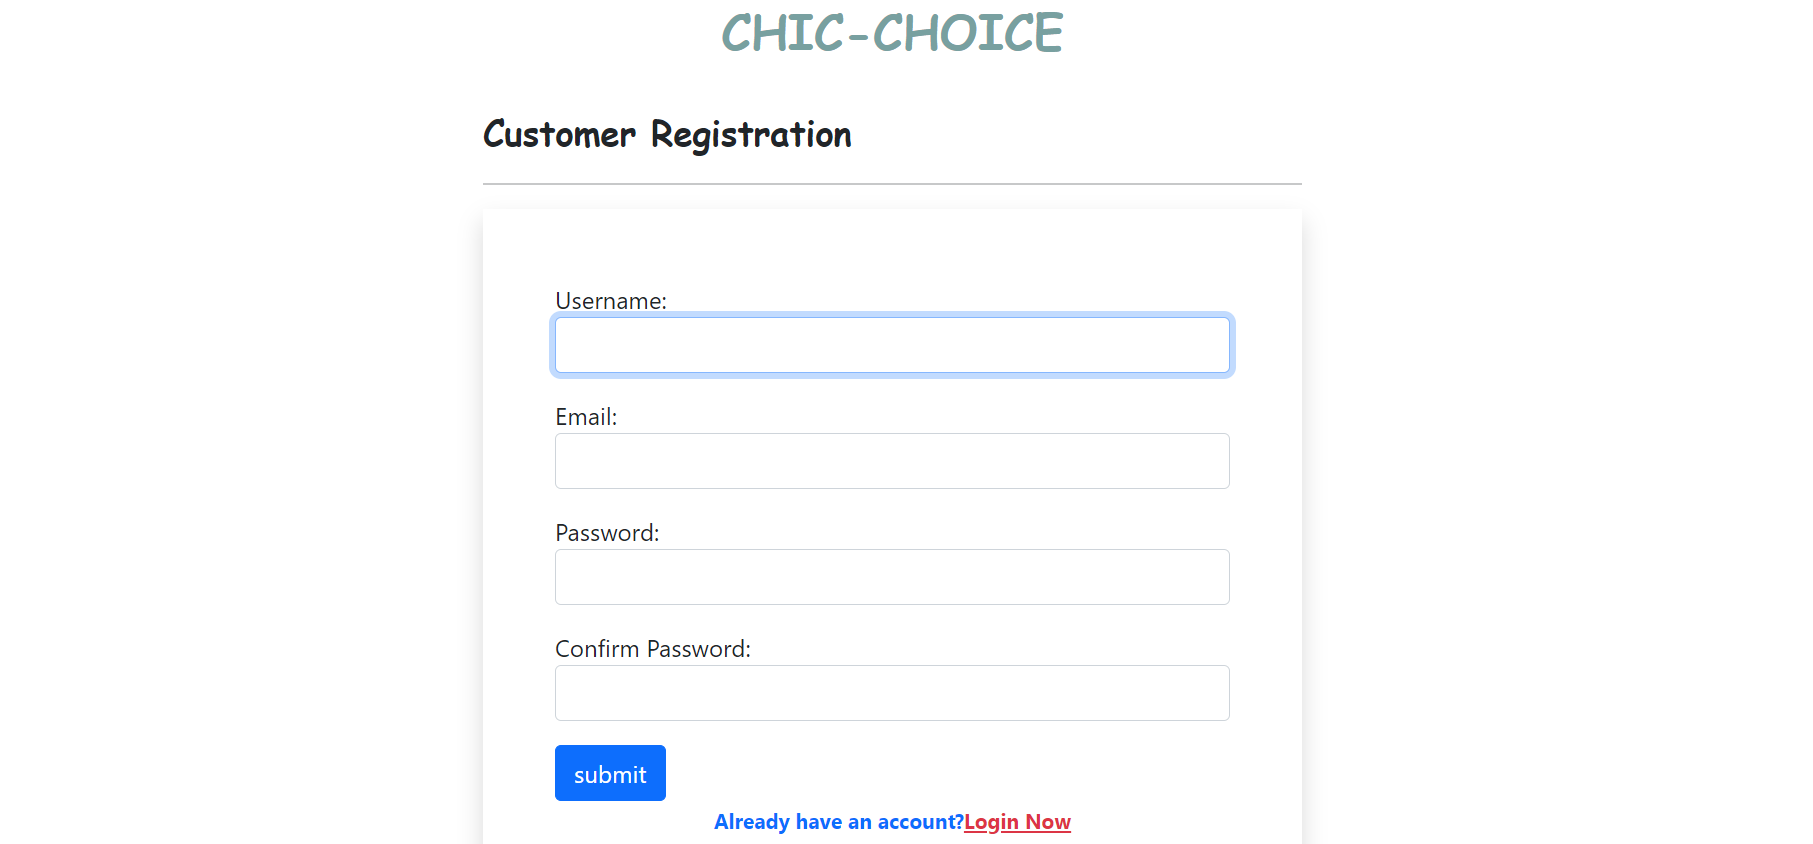 CHIC-CHOICE
Customer Registration
Username:
Email:
Password:
Confirm Password:
submit
Already have an account?Login Now